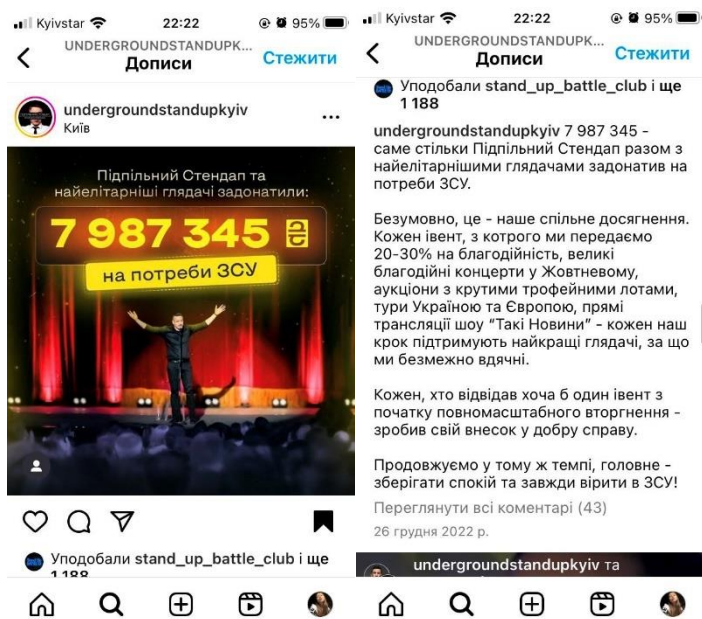 Kyivstar 22:22 95%
UNDERGROUNDSTANDUPK...
Дописи
Стежити
undergroundstandupkyiv
Київ
Підпільний Стендап та
найелітарніші глядачі задонатили:
7 987 345 ₴
на потреби ЗСУ
Уподобали stand_up_battle_club і ще
1 188
Kyivstar 22:22 95%
UNDERGROUNDSTANDUPK...
Дописи
Стежити
Уподобали stand_up_battle_club і ще
1 188
undergroundstandupkyiv 7 987 345 -
саме стільки Підпільний Стендап разом з
найелітарнішими глядачами задонатив на
потреби ЗСУ.
Безумовно, це - наше спільне досягнення.
Кожен івент, з котрого ми передаємо
20-30% на благодійність, великі
благодійні концерти у Жовтневому,
аукціони з крутими трофейними лотами,
тури Україною та Європою, прямі
трансляції шоу “Такі Новини” - кожен наш
крок підтримують найкращі глядачі, за що
ми безмежно вдячні.
Кожен, хто відвідав хоча б один івент з
початку повномасштабного вторгнення -
зробив свій внесок у добру справу.
Продовжуємо у тому ж темпі, головне -
зберігати спокій та завжди вірити в ЗСУ!
Переглянути всі коментарі (43)
26 грудня 2022 р.
undergroundstandupkyiv та